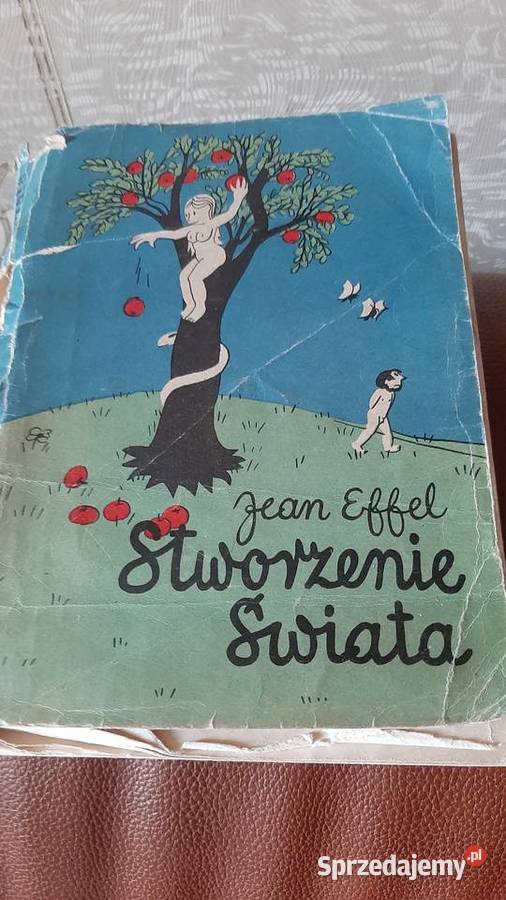 Jean Effel
Stworzenie
Świata
Sprzedajemy.pl